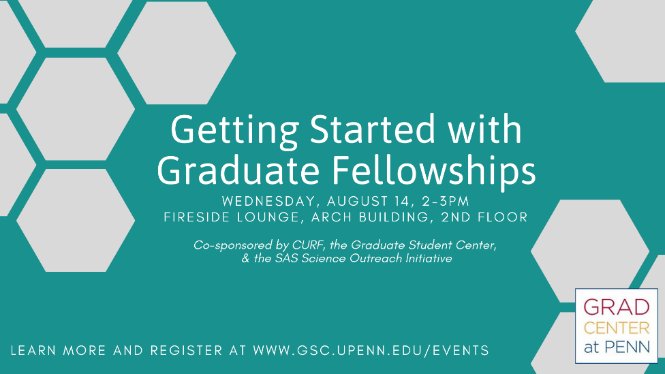 Getting Started with
Graduate Fellowships
WEDNESDAY, AUGUST 14, 2-3PM
FIRESIDE LOUNGE, ARCH BUILDING, 2ND FLOOR
Co-sponsored by CURF, the Graduate Student Center,
& the SAS Science Outreach Initiative
GRAD
CENTER
at PENN
LEARN MORE AND REGISTER AT WWW.GSC.UPENN.EDU/EVENTS